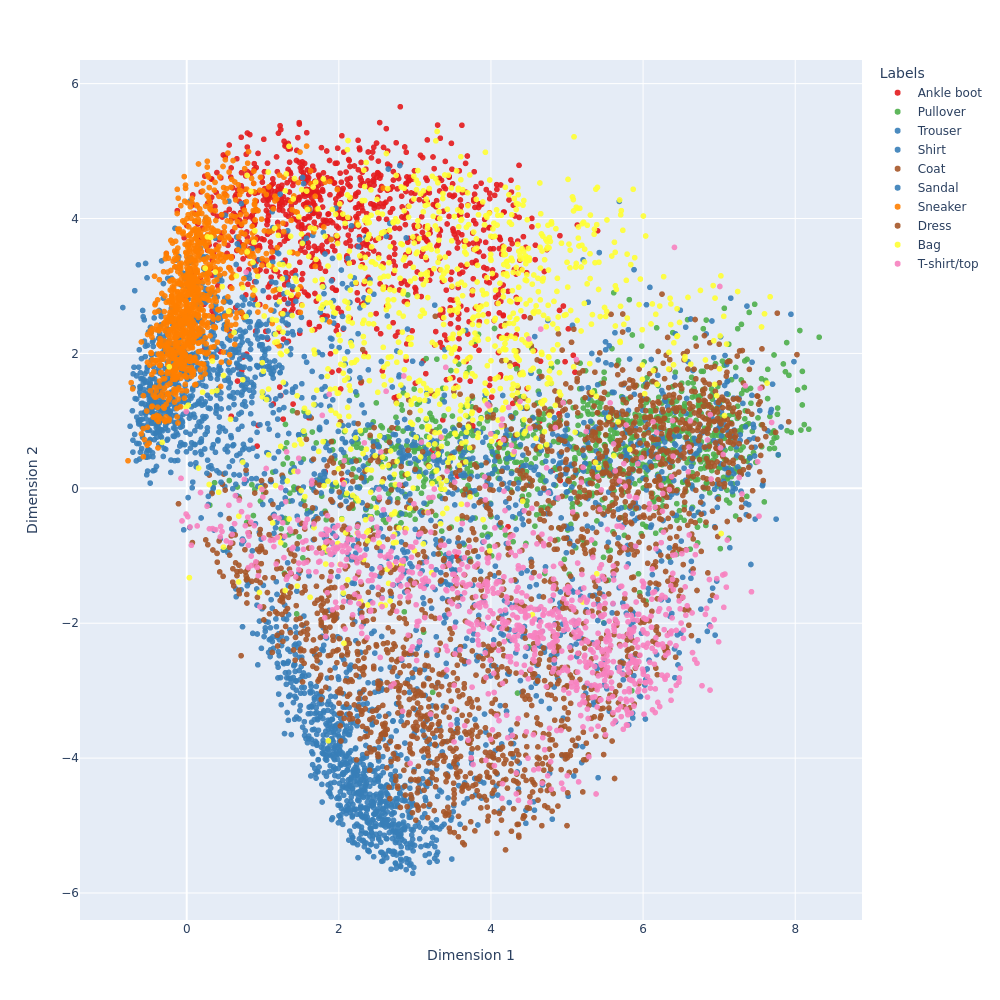 Labels
Ankle boot
Pullover
Trouser
Shirt
Coat
Sandal
Sneaker
Dress
Bag
T-shirt/top
6
4
2
0
−2
−4
−6
Dimension 2
0
2
4
6
8
Dimension 1